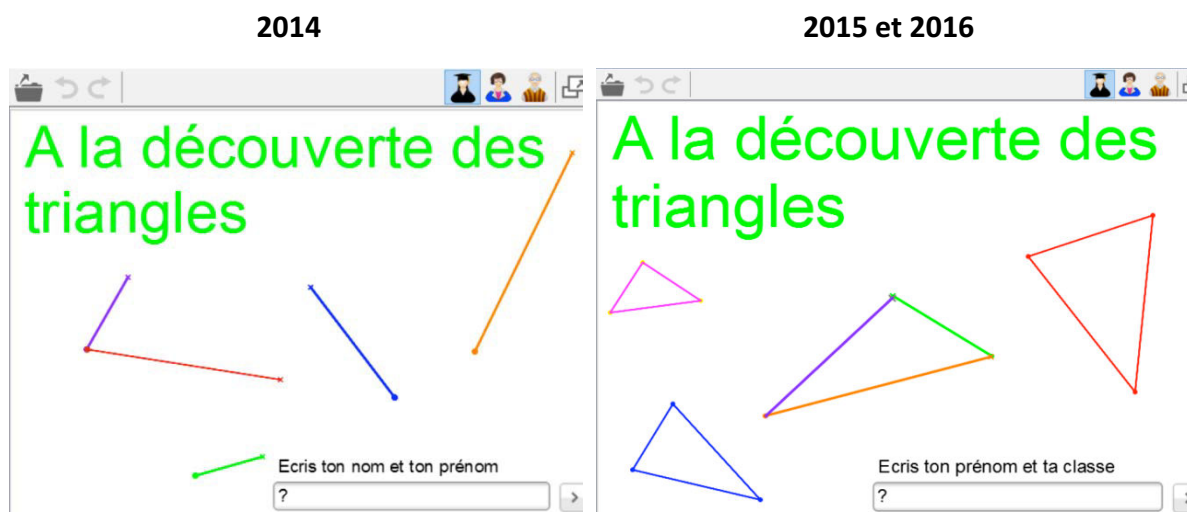 2014
2015 et 2016
A la découverte des
triangles
Ecris ton nom et ton prénom
?
A la découverte des
triangles
Ecris ton prénom et ta classe
?